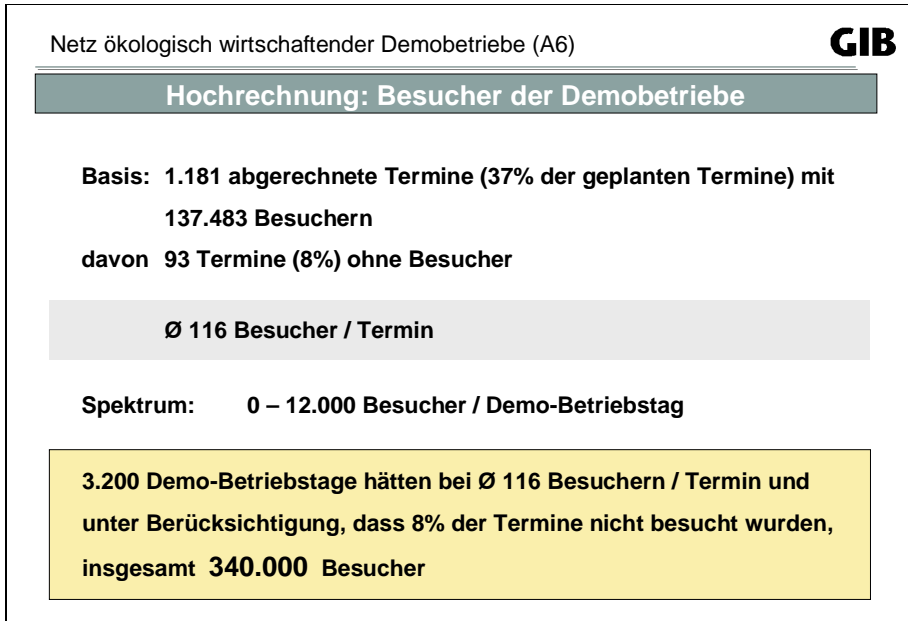 Netz ökologisch wirtschaftender Demobetriebe (A6)
GIB
Hochrechnung: Besucher der Demobetriebe
Basis: 1.181 abgerechnete Termine (37% der geplanten Termine) mit
137.483 Besuchern
davon 93 Termine (8%) ohne Besucher
Ø 116 Besucher / Termin
Spektrum: 0 – 12.000 Besucher / Demo-Betriebstag
3.200 Demo-Betriebstage hätten bei Ø 116 Besuchern / Termin und
unter Berücksichtigung, dass 8% der Termine nicht besucht wurden,
insgesamt 340.000 Besucher